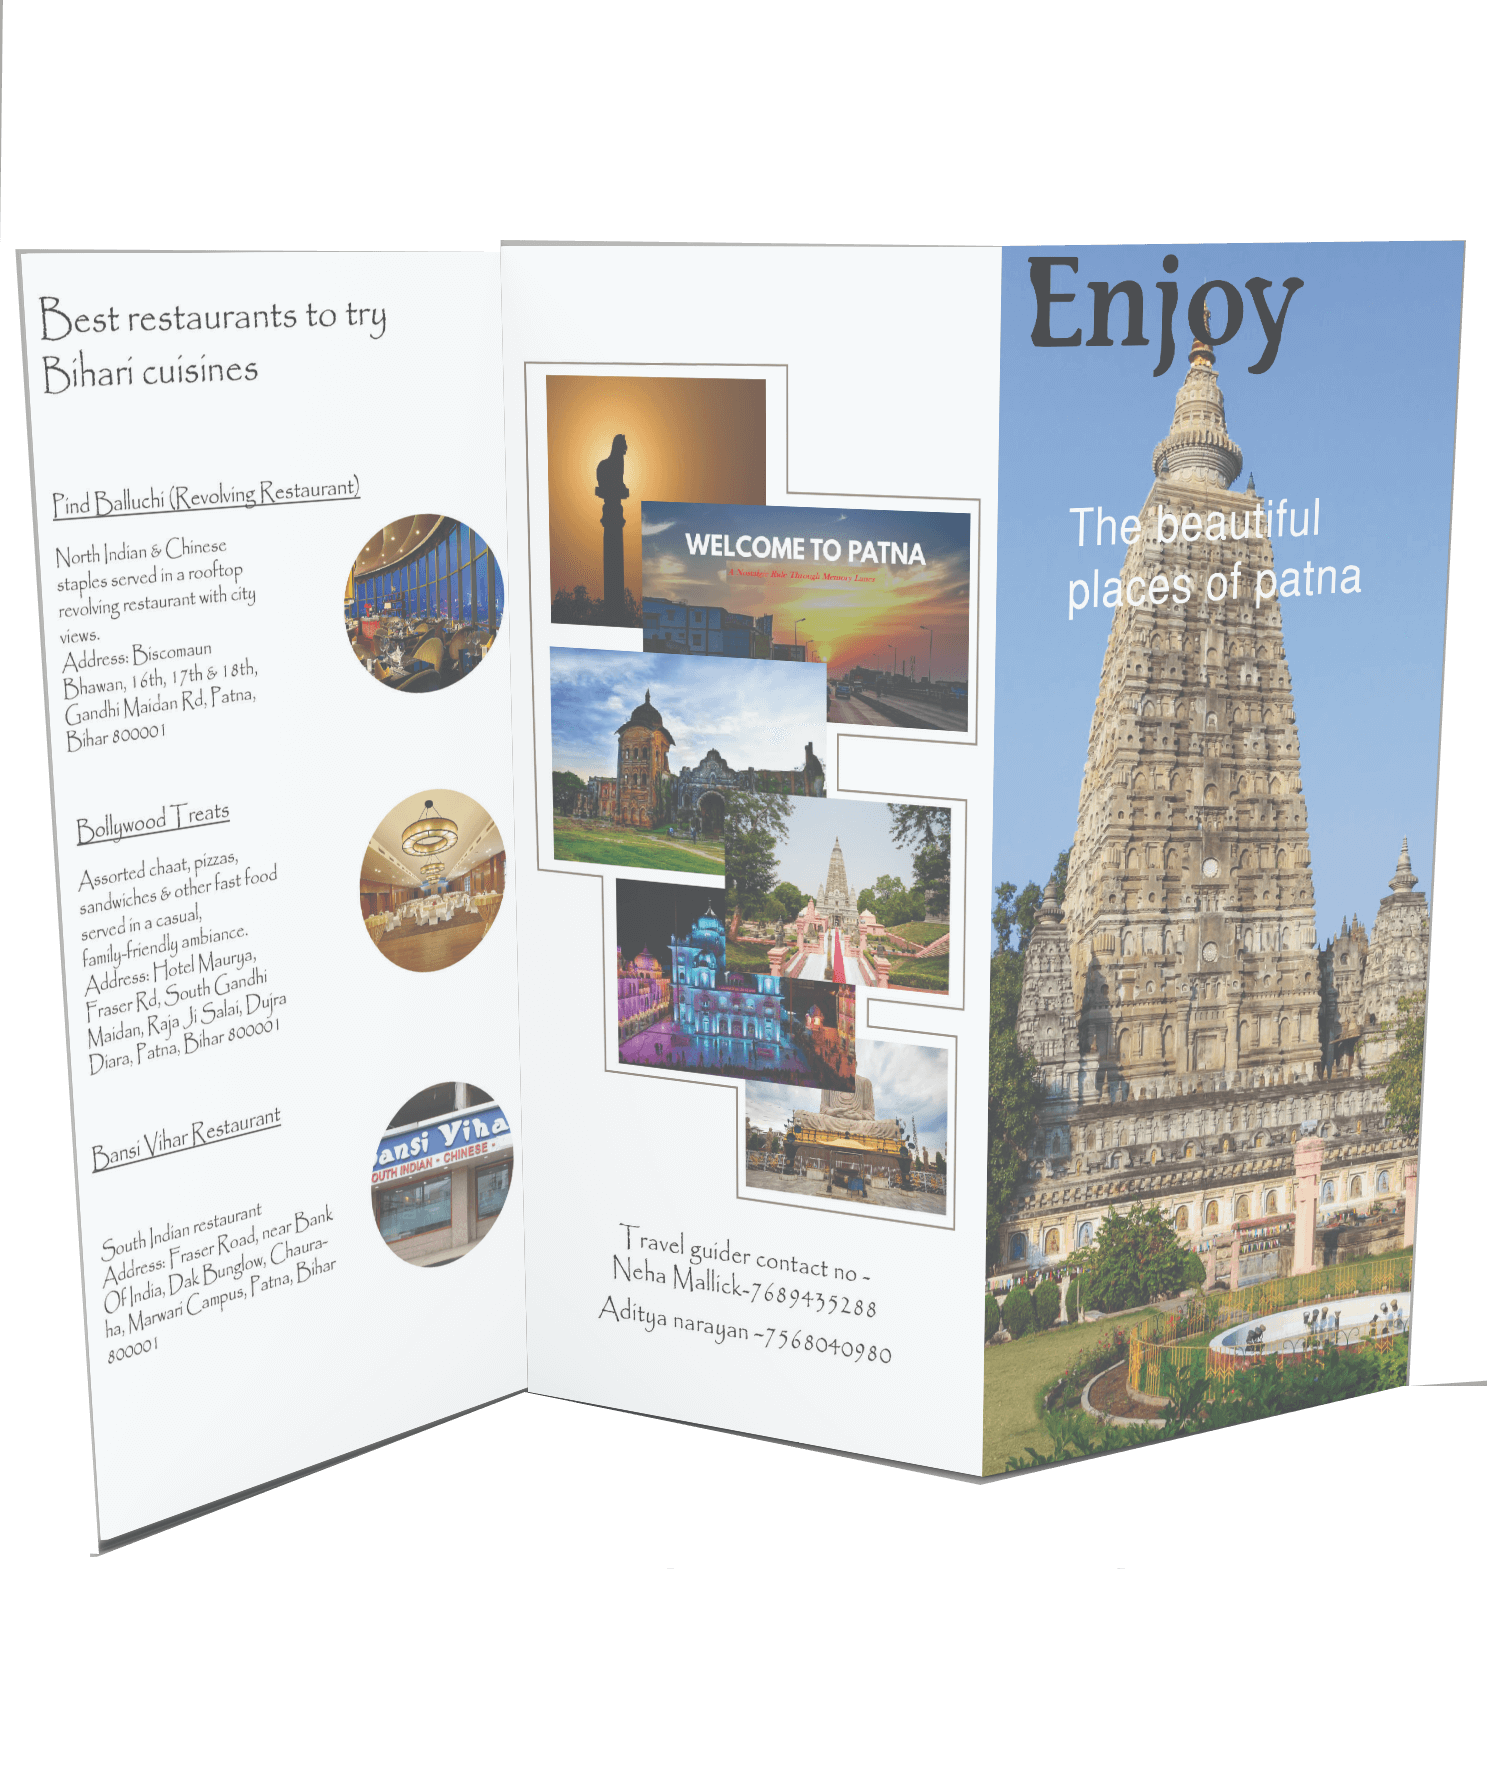 Best restaurants to try
Bihari cuisines
Pind Balluchi (Revolving Restaurant)
North Indian & Chinese
staples served in a rooftop
revolving restaurant with city
views.
Address: Biscomaun
Bhawan, 16th, 17th & 18th,
Gandhi Maidan Rd, Patna,
Bihar 800001
Bollywood Treats
Assorted chaat, pizzas,
sandwiches & other fast food
served in a casual,
family-friendly ambiance.
Address: Hotel Maurya,
Fraser Rd, South Gandhi
Maidan, Raja Ji Salai, Dujra
Diara, Patna, Bihar 800001
Bansi Vihar Restaurant
South Indian restaurant
Address: Fraser Road, near Bank
Of India, Dak Bunglow, Chaura-
ha, Marwari Campus, Patna, Bihar
800001
ansi Viha
OUTH INDIAN • CHINESE •
WELCOME TO PATNA
A Nostalgic Ride Through Memory Lanes
Travel guider contact no -
Neha Mallick-7689435288
Aditya narayan -7568040980
Enjoy
The beautiful
places of patna